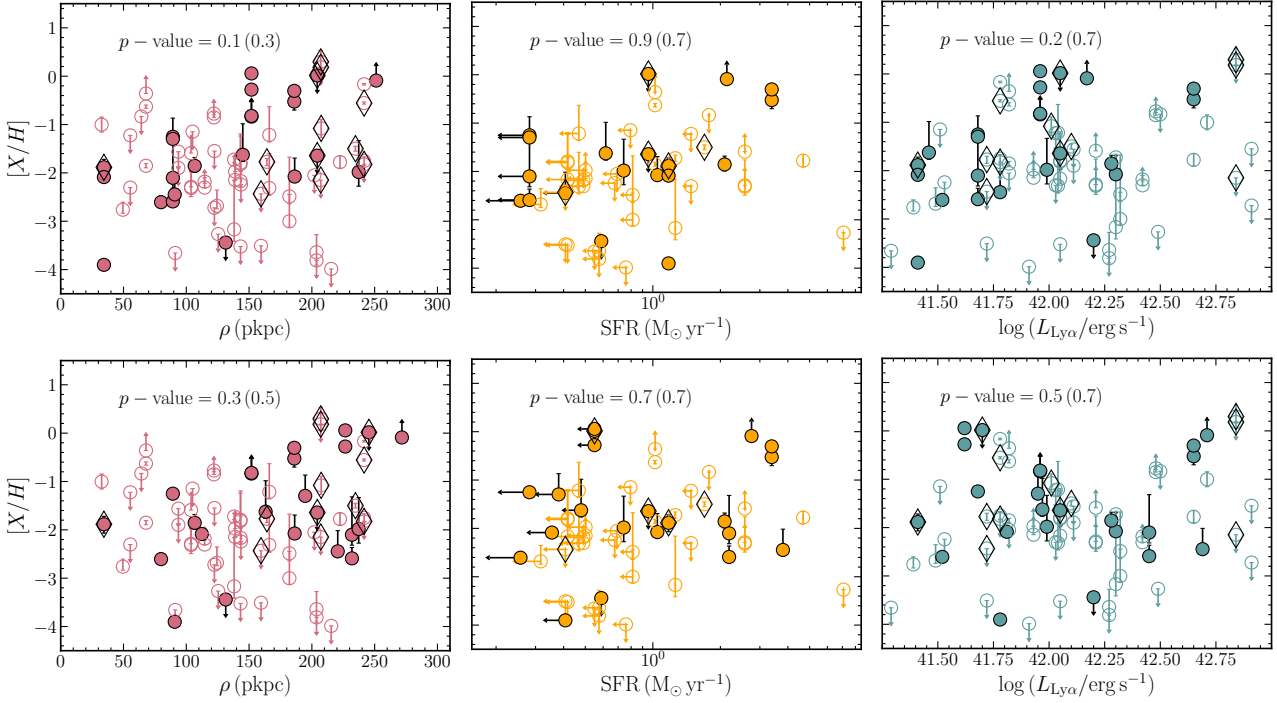 p − value = 0.1 (0.3)
p − value = 0.9 (0.7)
p − value = 0.2 (0.7)
[X/H]
1
0
−1
−2
−3
−4
0 50 100 150 200 250 300
10⁰
41.50 41.75 42.00 42.25 42.50 42.75
ρ (pkpc)
SFR (M⊙ yr⁻¹)
log (L_Lyα/erg s⁻¹)
p − value = 0.3 (0.5)
p − value = 0.7 (0.7)
p − value = 0.5 (0.7)
[X/H]
1
0
−1
−2
−3
−4
0 50 100 150 200 250 300
10⁰
41.50 41.75 42.00 42.25 42.50 42.75
ρ (pkpc)
SFR (M⊙ yr⁻¹)
log (L_Lyα/erg s⁻¹)